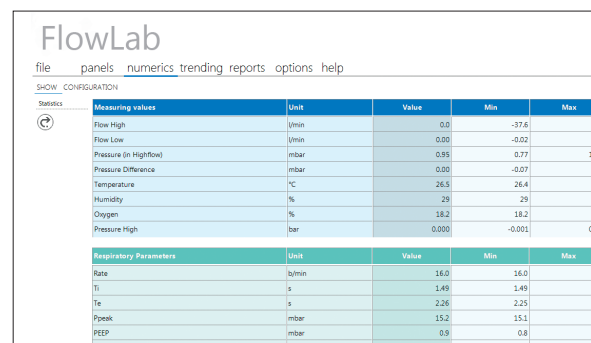 FlowLab
file panels numerics trending reports options help
SHOW CONFIGURATION
Statistics
Measuring values Unit Value Min Max
Flow High l/min 0.0 -37.6
Flow Low l/min 0.00 -0.02
Pressure (in Highflow) mbar 0.95 0.77
Pressure Difference mbar 0.00 -0.07
Temperature °C 26.5 26.4
Humidity % 29 29
Oxygen % 18.2 18.2
Pressure High bar 0.000 -0.001
Respiratory Parameters Unit Value Min Max
Rate b/min 16.0 16.0
Ti s 1.49 1.49
Te s 2.26 2.25
Ppeak mbar 15.2 15.1
PEEP mbar 0.9 0.8